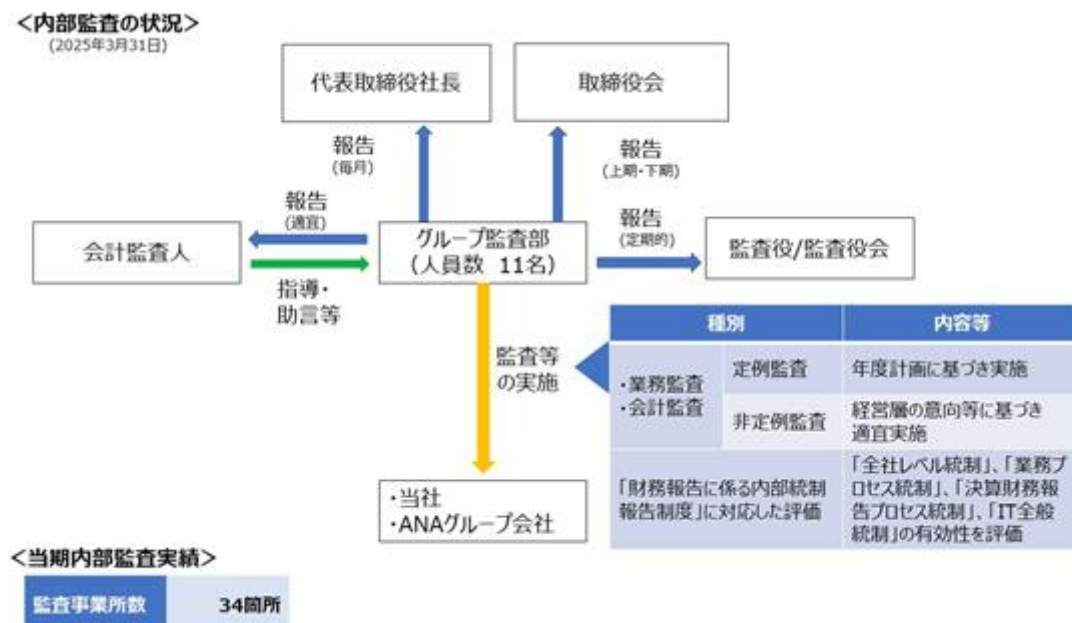 ＜内部監査の状況＞
(2025年3月31日)
代表取締役社長
取締役会
報告
(毎月)
報告
(上期・下期)
報告
(適宜)
報告
(定期的)
会計監査人
グループ監査部
(人員数 11名)
監査役/監査役会
指導・
助言等
監査等
の実施
種別
内容等
・業務監査
・会計監査
定例監査
年度計画に基づき実施
非定例監査
経営層の意向等に基づき
適宜実施
「財務報告に係る内部統制
報告制度」に対応した評価
「全社レベル統制」、「業務プ
ロセス統制」、「決算財務報
告プロセス統制」、「IT全般
統制」の有効性を評価
・当社
・ANAグループ会社
＜当期内部監査実績＞
監査事業所数
34箇所